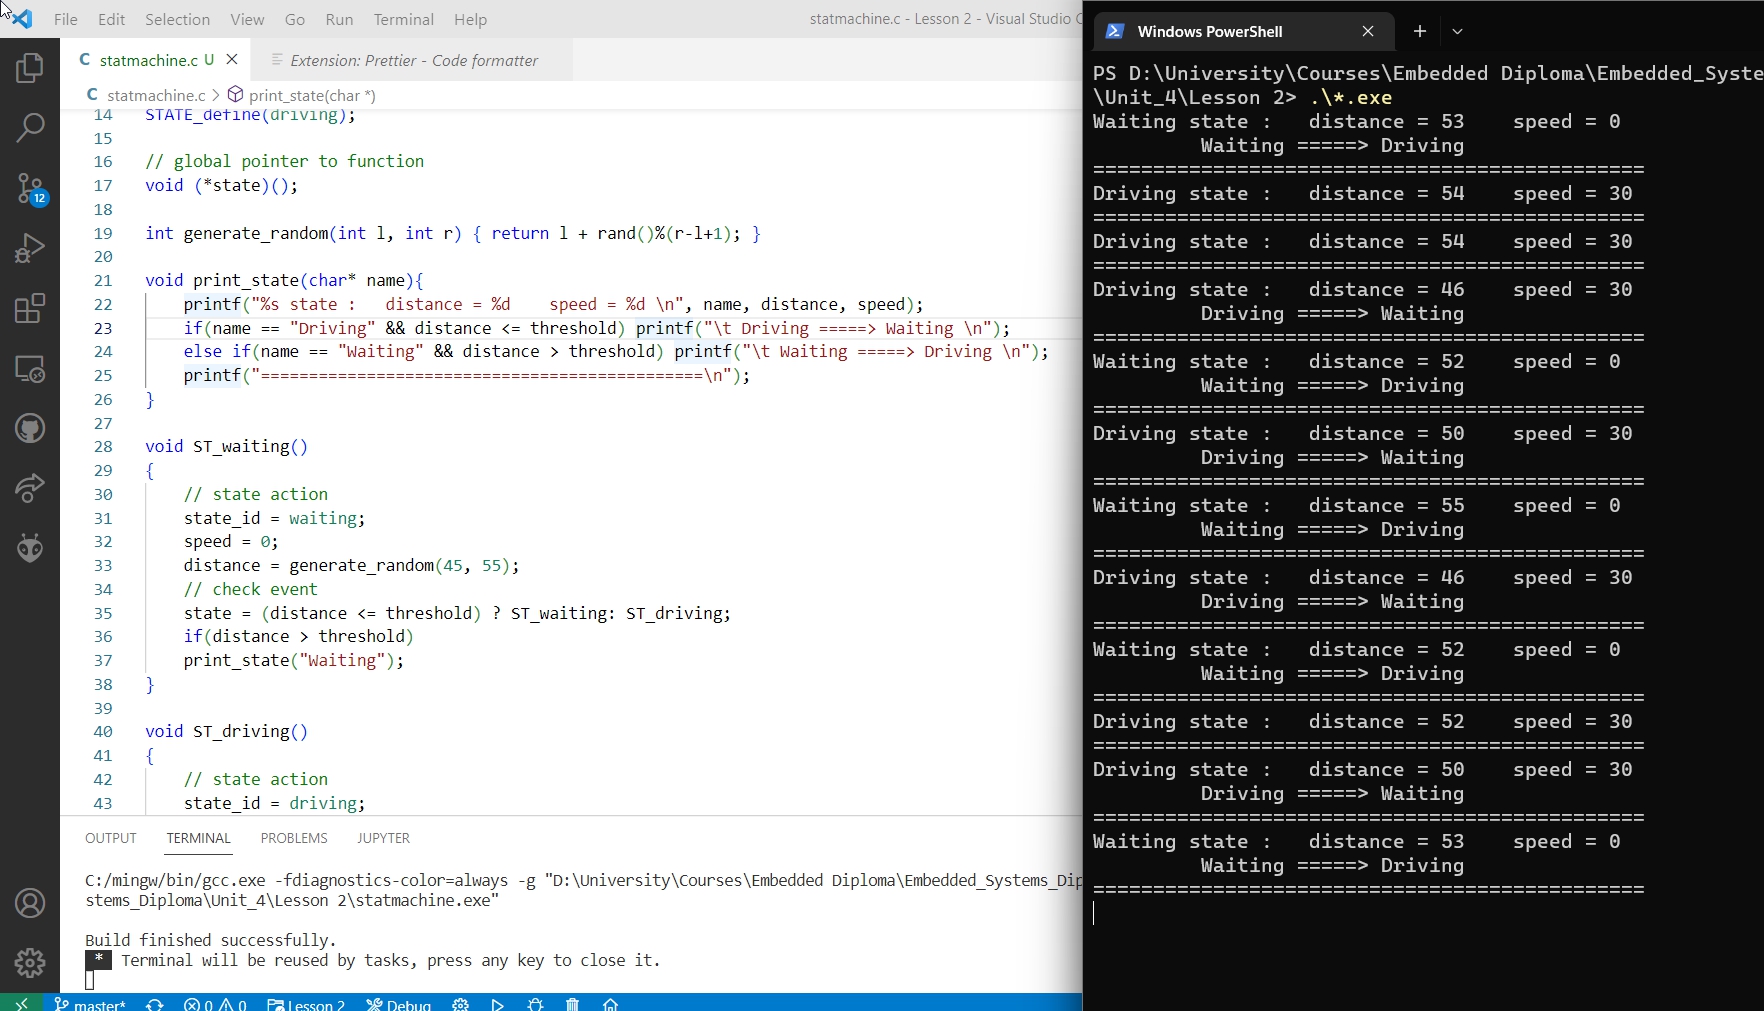 File Edit Selection View Go Run Terminal Help statmachine.c - Lesson 2 - Visual Studio
C statmachine.c U Extension: Prettier - Code formatter
C statmachine.c > print_state(char *)
14 STATE_define(driving);
15
16 // global pointer to function
17 void (*state)();
18
19 int generate_random(int l, int r) { return l + rand()%(r-l+1); }
20
21 void print_state(char* name){
22 printf("%s state :   distance = %d    speed = %d \n", name, distance, speed);
23 if(name == "Driving" && distance <= threshold) printf("\t Driving =====> Waiting \n");
24 else if(name == "Waiting" && distance > threshold) printf("\t Waiting =====> Driving \n");
25 printf("==============================================\n");
26 }
27
28 void ST_waiting()
29 {
30 // state action
31 state_id = waiting;
32 speed = 0;
33 distance = generate_random(45, 55);
34 // check event
35 state = (distance <= threshold) ? ST_waiting: ST_driving;
36 if(distance > threshold)
37 print_state("Waiting");
38 }
39
40 void ST_driving()
41 {
42 // state action
43 state_id = driving;
12
OUTPUT TERMINAL PROBLEMS JUPYTER
C:/mingw/bin/gcc.exe -fdiagnostics-color=always -g "D:\University\Courses\Embedded Diploma\Embedded_Systems_Dip
stems_Diploma\Unit_4\Lesson 2\statmachine.exe"
Build finished successfully.
* Terminal will be reused by tasks, press any key to close it.
master* 0 0 Lesson 2 Debug
Windows PowerShell
PS D:\University\Courses\Embedded Diploma\Embedded_Syste
\Unit_4\Lesson 2> .\*.exe
Waiting state :   distance = 53    speed = 0
Waiting =====> Driving
==============================================
Driving state :   distance = 54    speed = 30
==============================================
Driving state :   distance = 54    speed = 30
==============================================
Driving state :   distance = 46    speed = 30
Driving =====> Waiting
==============================================
Waiting state :   distance = 52    speed = 0
Waiting =====> Driving
==============================================
Driving state :   distance = 50    speed = 30
Driving =====> Waiting
==============================================
Waiting state :   distance = 55    speed = 0
Waiting =====> Driving
==============================================
Driving state :   distance = 46    speed = 30
Driving =====> Waiting
==============================================
Waiting state :   distance = 52    speed = 0
Waiting =====> Driving
==============================================
Driving state :   distance = 52    speed = 30
==============================================
Driving state :   distance = 50    speed = 30
Driving =====> Waiting
==============================================
Waiting state :   distance = 53    speed = 0
Waiting =====> Driving
==============================================